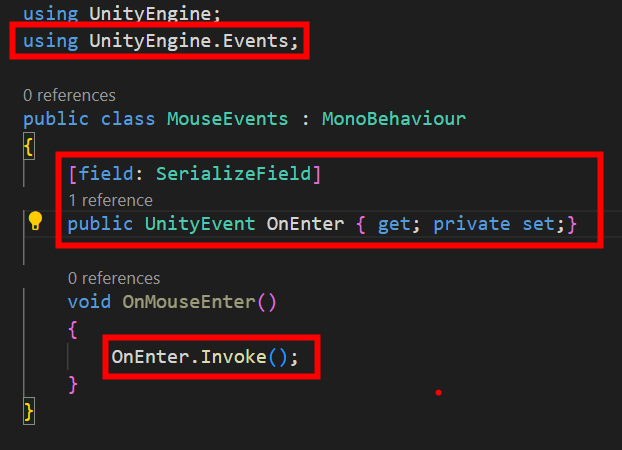 using UnityEngine;
using UnityEngine.Events;
0 references
public class MouseEvents : MonoBehaviour
{
[field: SerializeField]
1 reference
public UnityEvent OnEnter { get; private set;}
0 references
void OnMouseEnter()
{
OnEnter.Invoke();
}
}